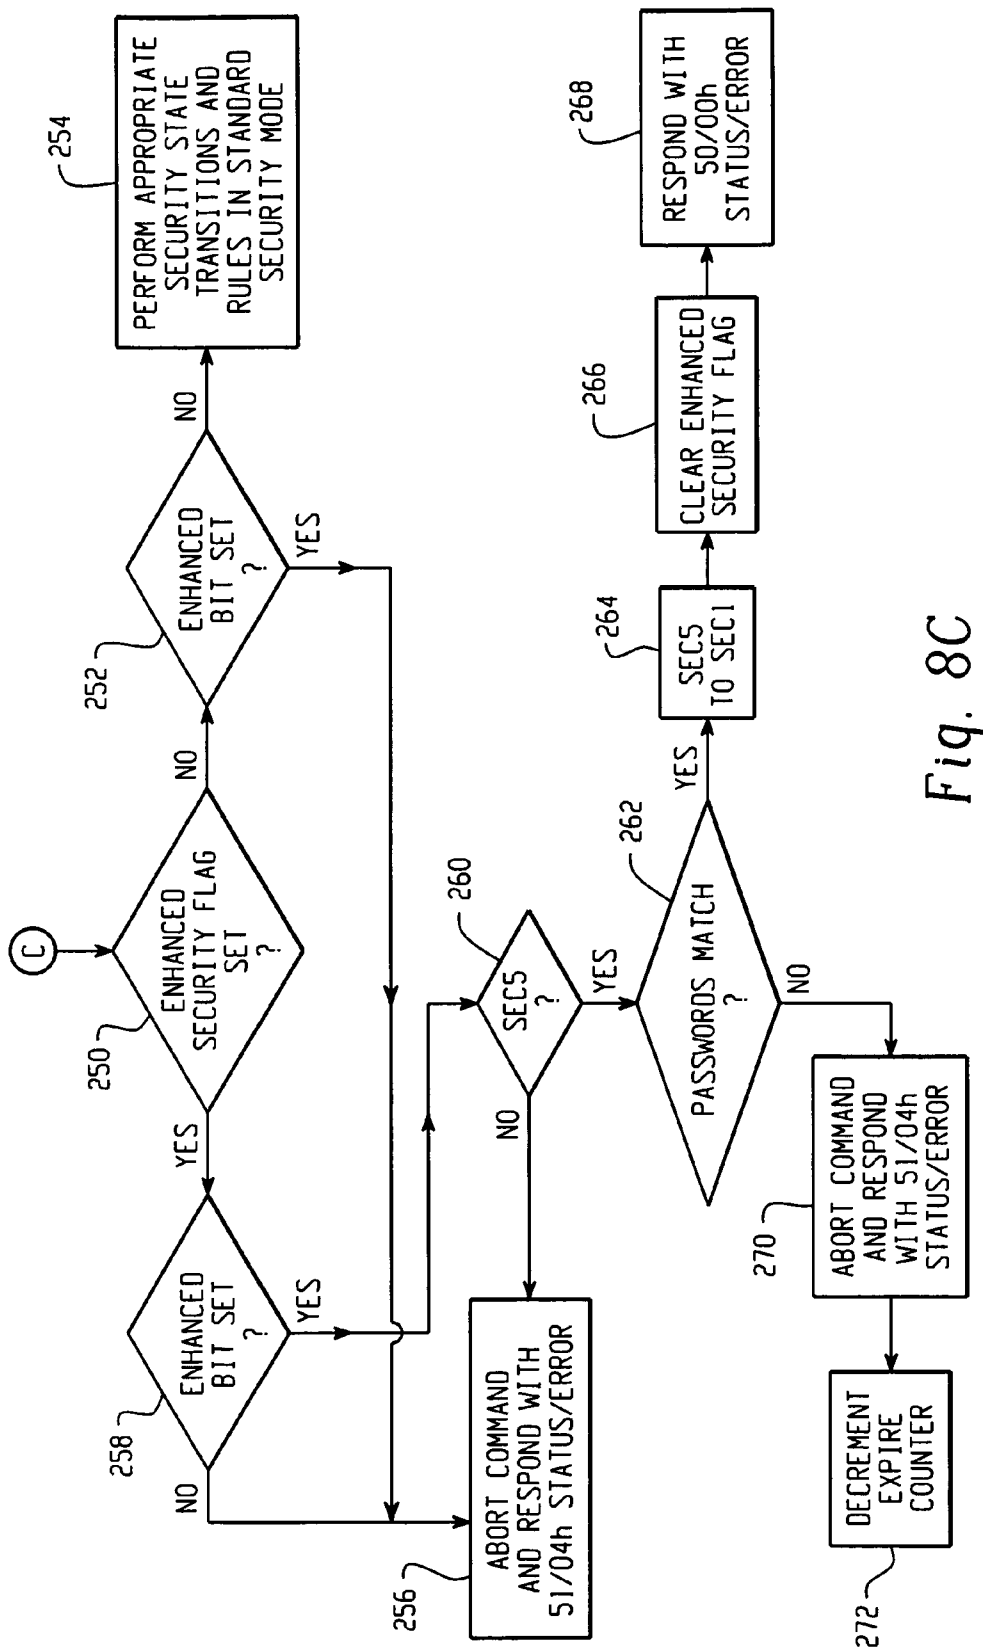 C
250
ENHANCED
SECURITY FLAG
SET
?
NO
YES
252
ENHANCED
BIT SET
?
NO
YES
254
PERFORM APPROPRIATE
SECURITY STATE
TRANSITIONS AND
RULES IN STANDARD
SECURITY MODE
258
ENHANCED
BIT SET
?
NO
YES
256
ABORT COMMAND
AND RESPOND WITH
51/04h STATUS/ERROR
260
SEC5
?
NO
YES
262
PASSWORDS MATCH
?
YES
NO
264
SEC5
TO SEC1
266
CLEAR ENHANCED
SECURITY FLAG
268
RESPOND WITH
50/00h
STATUS/ERROR
270
ABORT COMMAND
AND RESPOND
WITH 51/04h
STATUS/ERROR
272
DECREMENT
EXPIRE
COUNTER
Fig. 8C